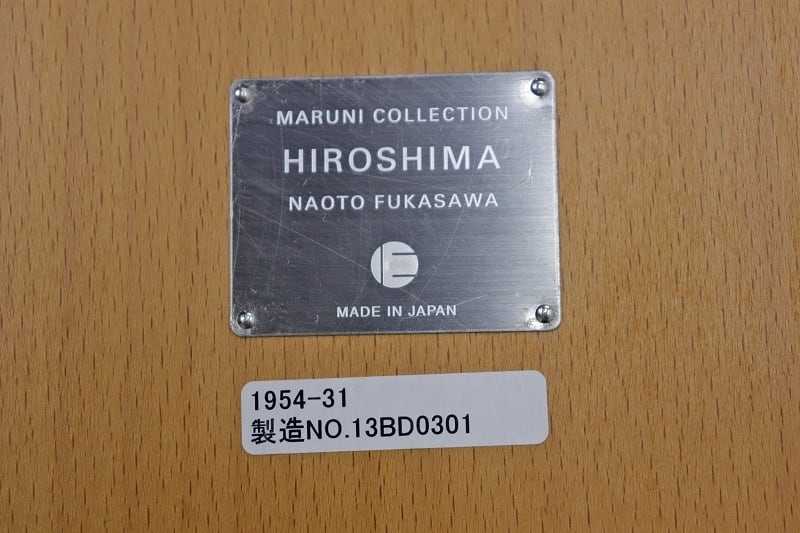 MARUNI COLLECTION
HIROSHIMA
NAOTO FUKASAWA
MADE IN JAPAN
1954-31
製造NO.13BD0301